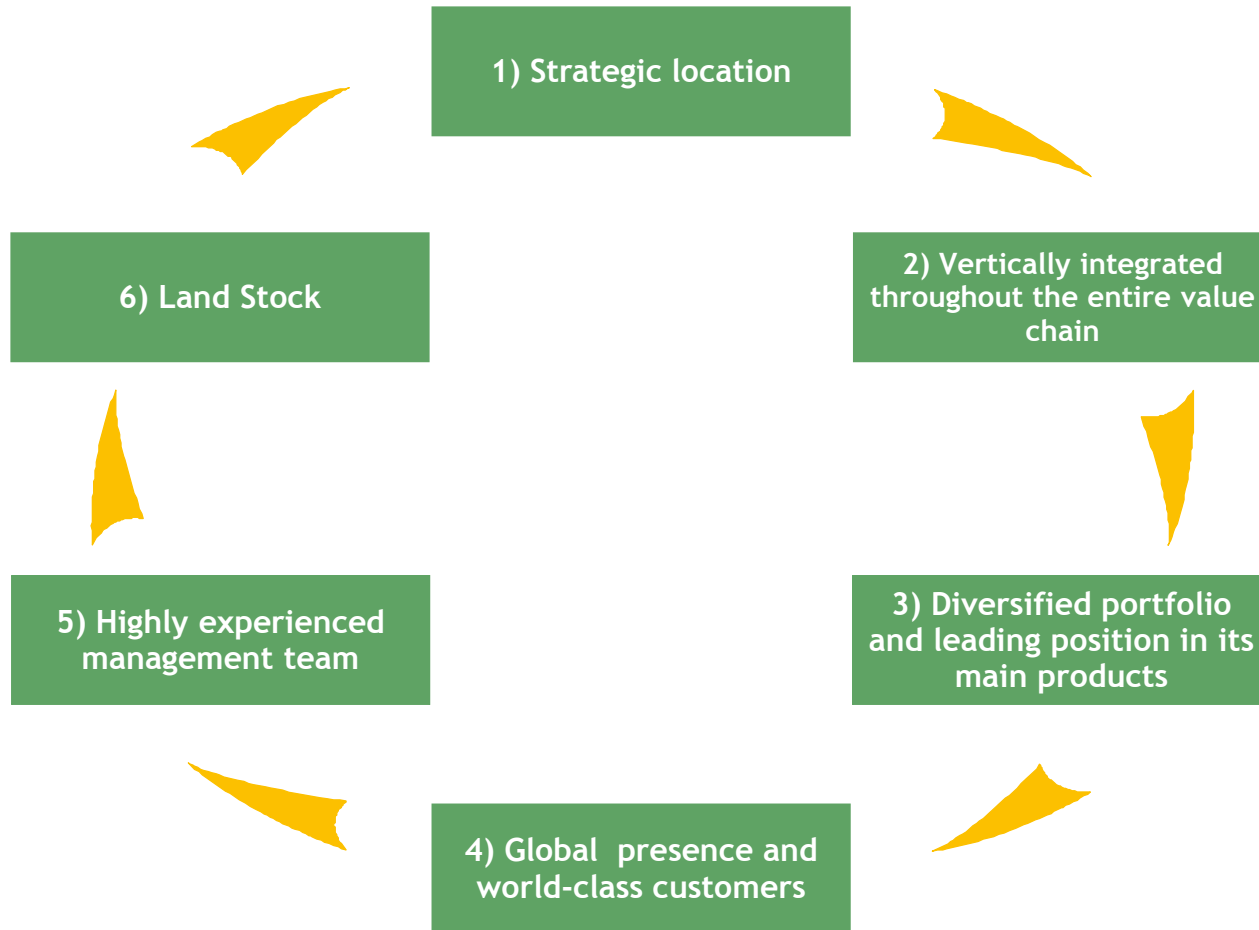 1) Strategic location
2) Vertically integrated
throughout the entire value
chain
3) Diversified portfolio
and leading position in its
main products
4) Global  presence and
world-class customers
5) Highly experienced
management team
6) Land Stock